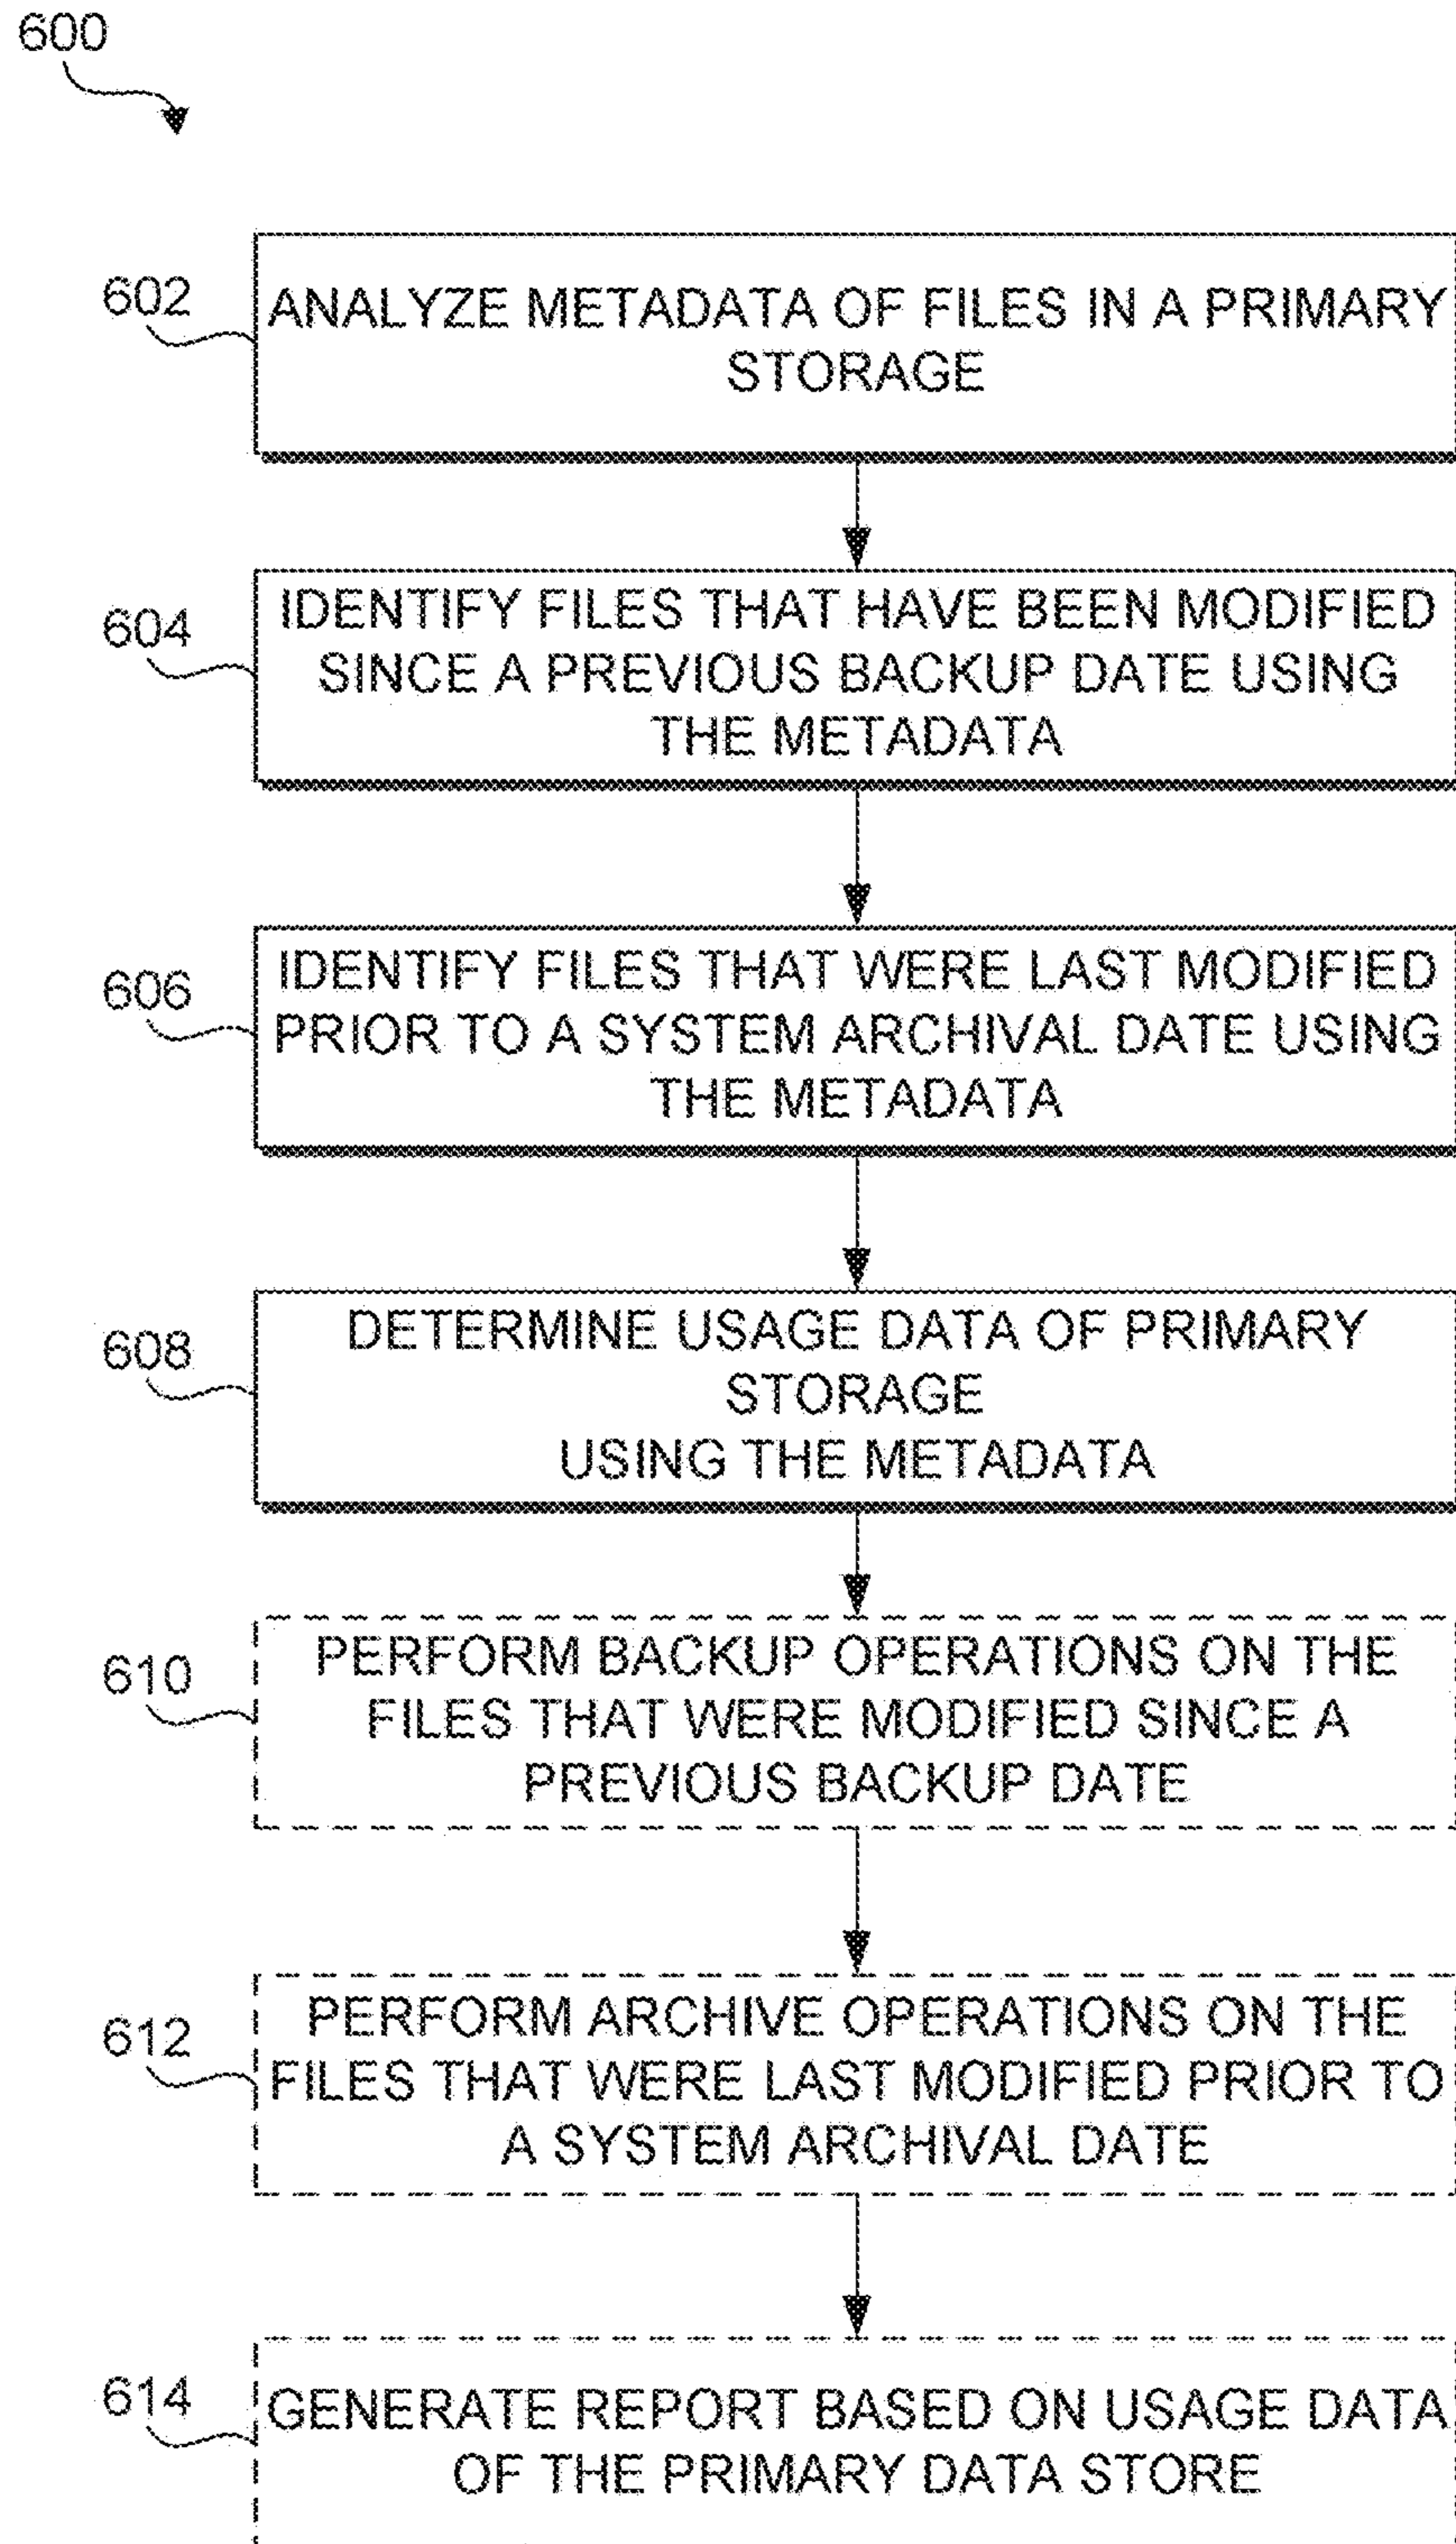 600
602
ANALYZE METADATA OF FILES IN A PRIMARY
STORAGE
604
IDENTIFY FILES THAT HAVE BEEN MODIFIED
SINCE A PREVIOUS BACKUP DATE USING
THE METADATA
606
IDENTIFY FILES THAT WERE LAST MODIFIED
PRIOR TO A SYSTEM ARCHIVAL DATE USING
THE METADATA
608
DETERMINE USAGE DATA OF PRIMARY
STORAGE
USING THE METADATA
610
PERFORM BACKUP OPERATIONS ON THE
FILES THAT WERE MODIFIED SINCE A
PREVIOUS BACKUP DATE
612
PERFORM ARCHIVE OPERATIONS ON THE
FILES THAT WERE LAST MODIFIED PRIOR TO
A SYSTEM ARCHIVAL DATE
614
GENERATE REPORT BASED ON USAGE DATA
OF THE PRIMARY DATA STORE